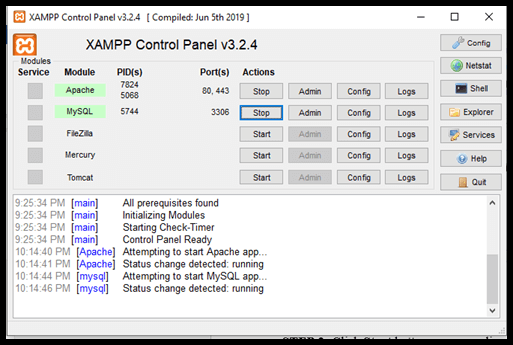 XAMPP Control Panel v3.2.4 [ Compiled: Jun 5th 2019 ]
XAMPP Control Panel v3.2.4
Config
Modules
Service Module PID(s) Port(s) Actions
Netstat
Apache 7824 5068 80, 443 Stop Admin Config Logs
Shell
MySQL 5744 3306 Stop Admin Config Logs
Explorer
FileZilla Start Admin Config Logs
Services
Mercury Start Admin Config Logs
Help
Tomcat Start Admin Config Logs
Quit
9:25:34 PM [main] All prerequisites found
9:25:34 PM [main] Initializing Modules
9:25:34 PM [main] Starting Check-Timer
9:25:34 PM [main] Control Panel Ready
10:14:40 PM [Apache] Attempting to start Apache app...
10:14:41 PM [Apache] Status change detected: running
10:14:44 PM [mysql] Attempting to start MySQL app...
10:14:46 PM [mysql] Status change detected: running